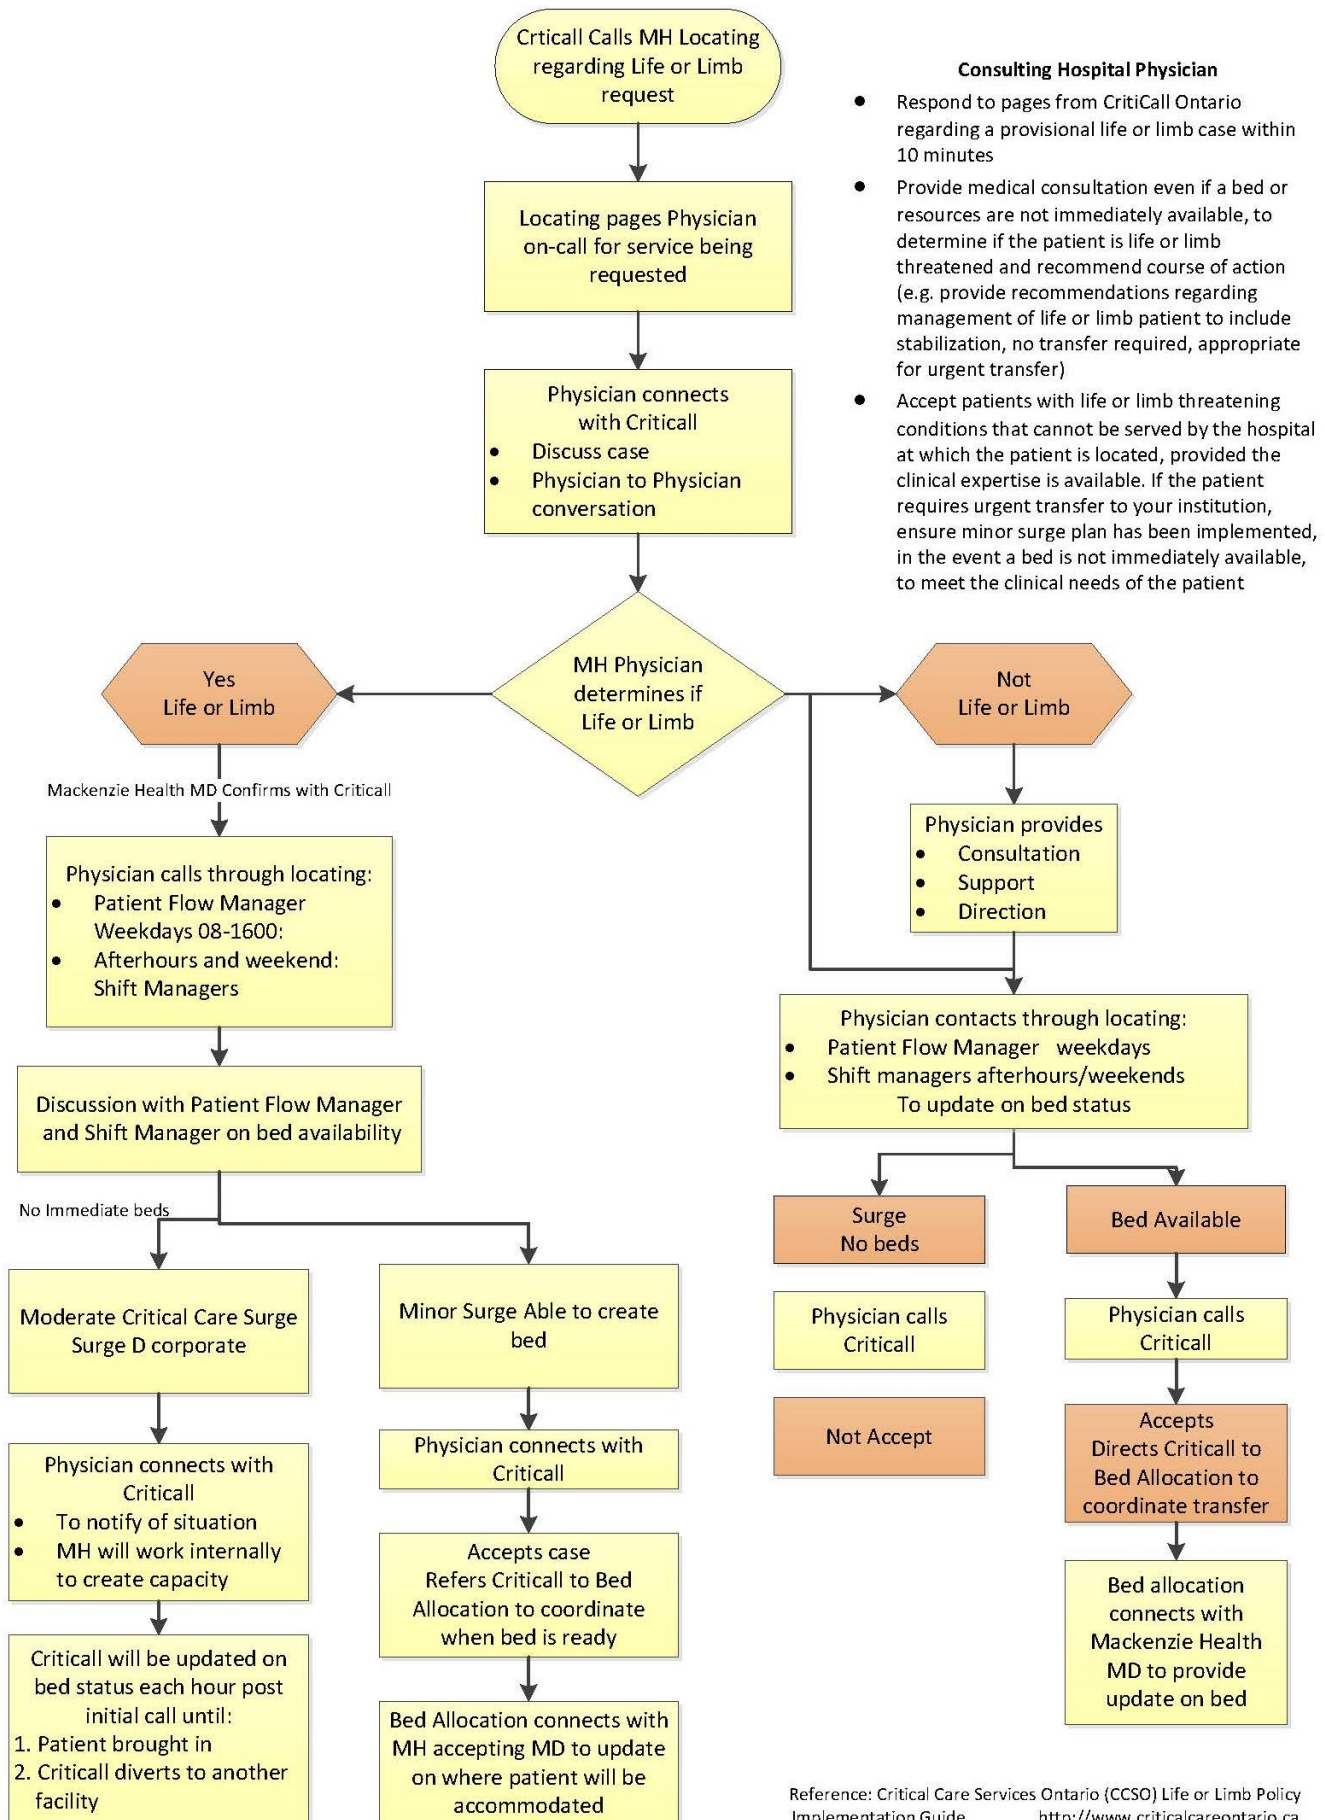 Crticall Calls MH Locating
regarding Life or Limb
request
Consulting Hospital Physician
● Respond to pages from CritiCall Ontario
regarding a provisional life or limb case within
10 minutes
● Provide medical consultation even if a bed or
resources are not immediately available, to
determine if the patient is life or limb
threatened and recommend course of action
(e.g. provide recommendations regarding
management of life or limb patient to include
stabilization, no transfer required, appropriate
for urgent transfer)
● Accept patients with life or limb threatening
conditions that cannot be served by the hospital
at which the patient is located, provided the
clinical expertise is available. If the patient
requires urgent transfer to your institution,
ensure minor surge plan has been implemented,
in the event a bed is not immediately available,
to meet the clinical needs of the patient
Locating pages Physician
on-call for service being
requested
Physician connects
with Criticall
● Discuss case
● Physician to Physician
conversation
MH Physician
determines if
Life or Limb
Yes
Life or Limb
Mackenzie Health MD Confirms with Criticall
Physician calls through locating:
● Patient Flow Manager
Weekdays 08-1600:
● Afterhours and weekend:
Shift Managers
Discussion with Patient Flow Manager
and Shift Manager on bed availability
No Immediate beds
Moderate Critical Care Surge
Surge D corporate
Physician connects with
Criticall
● To notify of situation
● MH will work internally
to create capacity
Criticall will be updated on
bed status each hour post
initial call until:
1. Patient brought in
2. Criticall diverts to another
facility
Minor Surge Able to create
bed
Physician connects with
Criticall
Accepts case
Refers Criticall to Bed
Allocation to coordinate
when bed is ready
Bed Allocation connects with
MH accepting MD to update
on where patient will be
accommodated
Not
Life or Limb
Physician provides
● Consultation
● Support
● Direction
Physician contacts through locating:
● Patient Flow Manager weekdays
● Shift managers afterhours/weekends
To update on bed status
Surge
No beds
Physician calls
Criticall
Not Accept
Bed Available
Physician calls
Criticall
Accepts
Directs Criticall to
Bed Allocation to
coordinate transfer
Bed allocation
connects with
Mackenzie Health
MD to provide
update on bed
Reference: Critical Care Services Ontario (CCSO) Life or Limb Policy
Implementation Guide http://www.criticalcareontario.ca